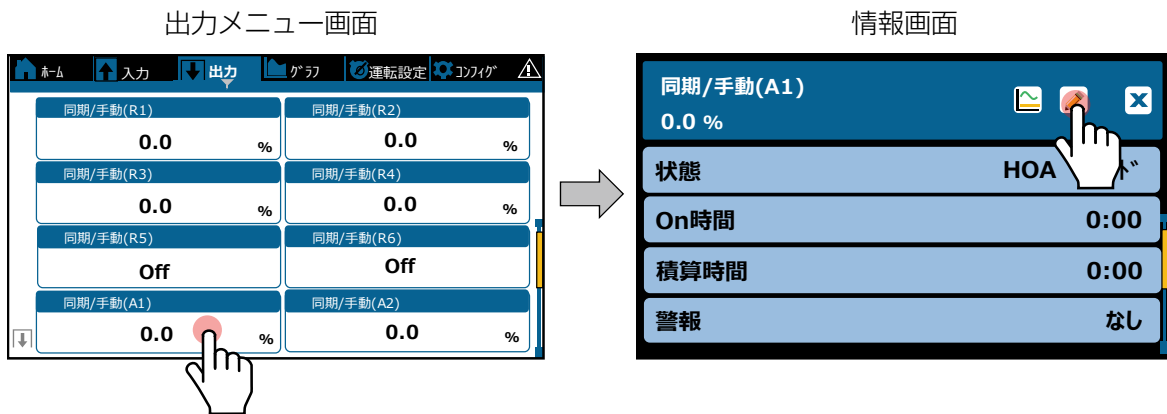 出力メニュー画面
情報画面
ホーム 入力 出力 グラフ 運転設定 コンフィグ
同期/手動(R1) 同期/手動(R2)
0.0 % 0.0 %
同期/手動(R3) 同期/手動(R4)
0.0 % 0.0 %
同期/手動(R5) 同期/手動(R6)
Off Off
同期/手動(A1) 同期/手動(A2)
0.0 % 0.0 %
同期/手動(A1)
0.0 %
状態 HOA
On時間 0:00
積算時間 0:00
警報 なし